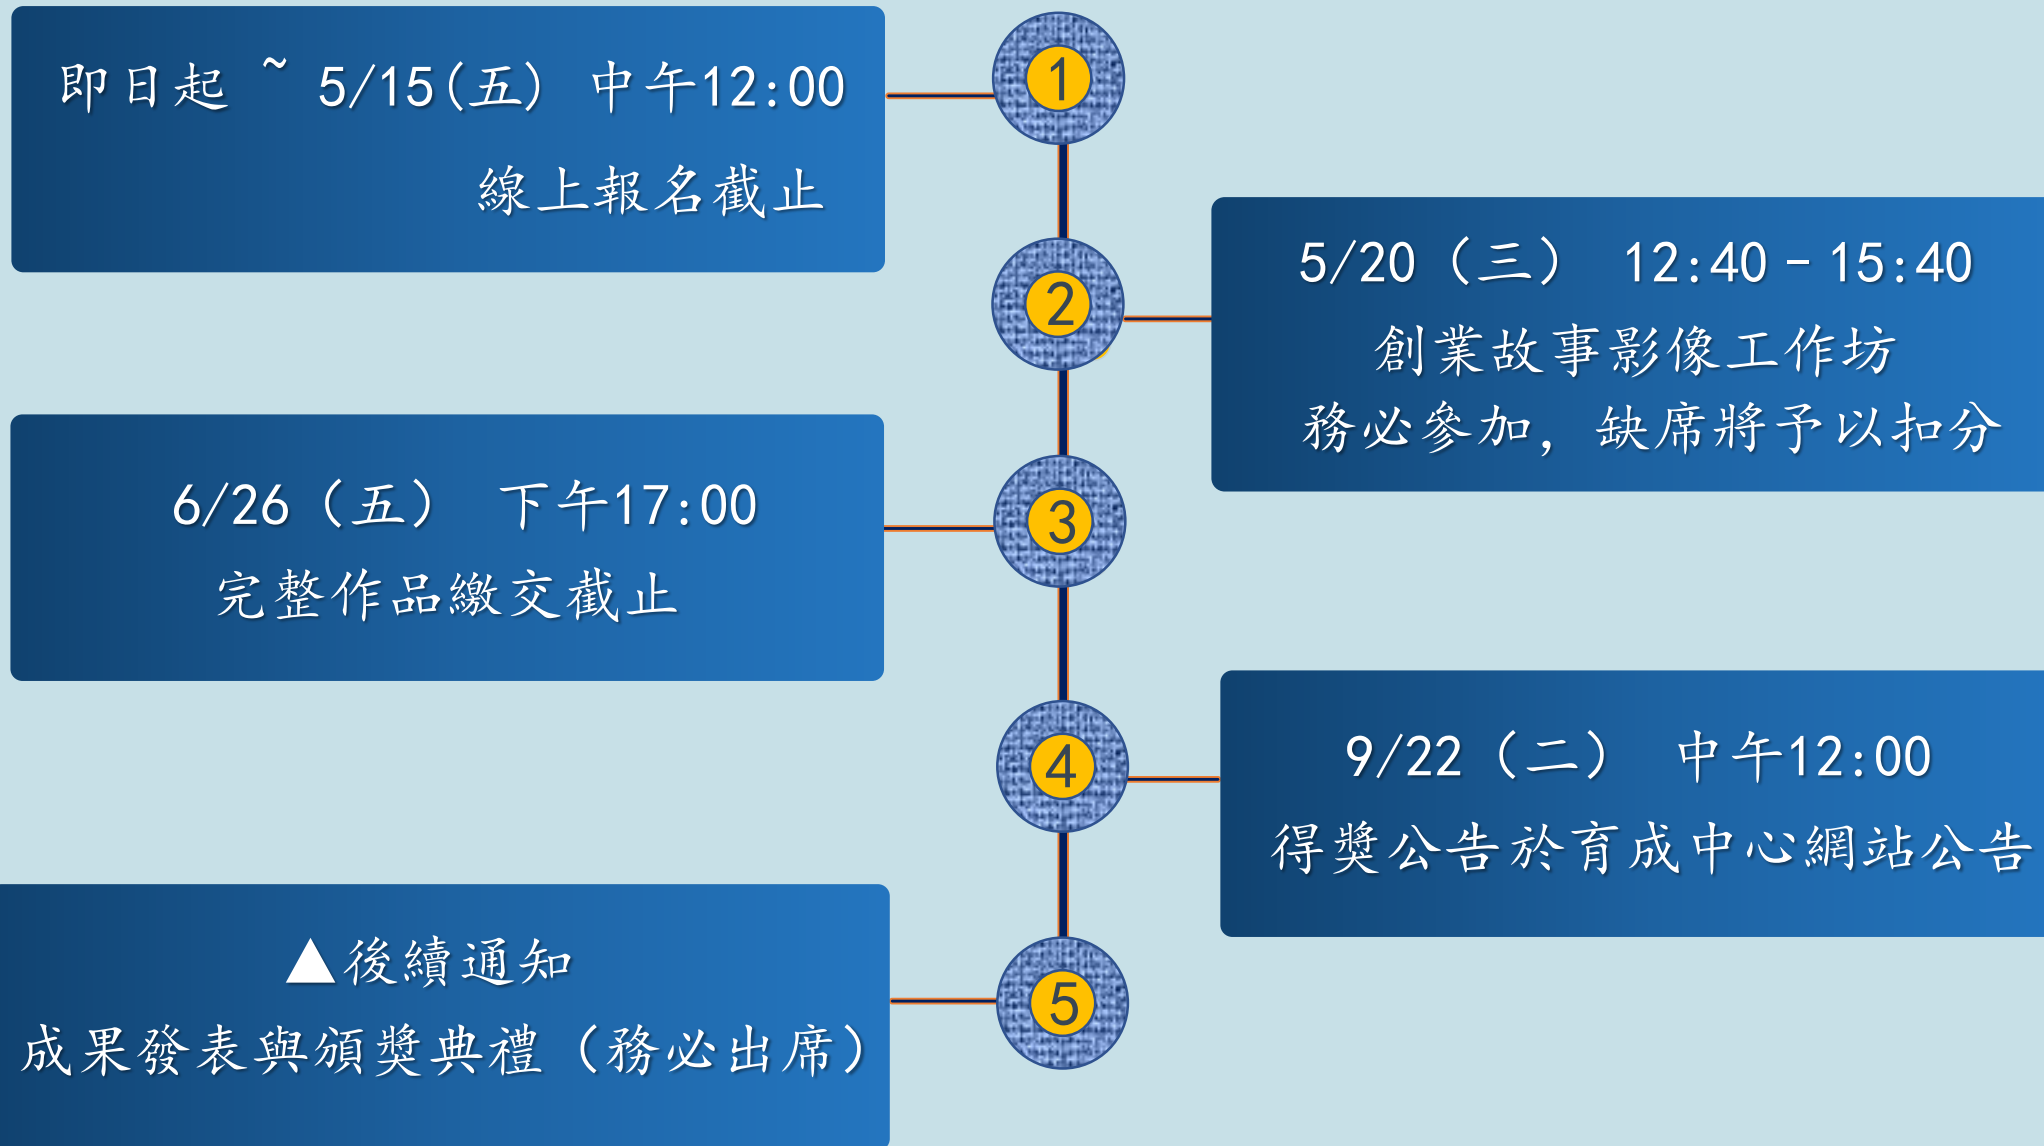 即日起 ~ 5/15(五) 中午12:00
線上報名截止
1
2
5/20（三） 12:40－15:40
創業故事影像工作坊
務必參加，缺席將予以扣分
6/26（五） 下午17:00
完整作品繳交截止
3
4
9/22（二） 中午12:00
得獎公告於育成中心網站公告
▲後續通知
成果發表與頒獎典禮（務必出席）
5